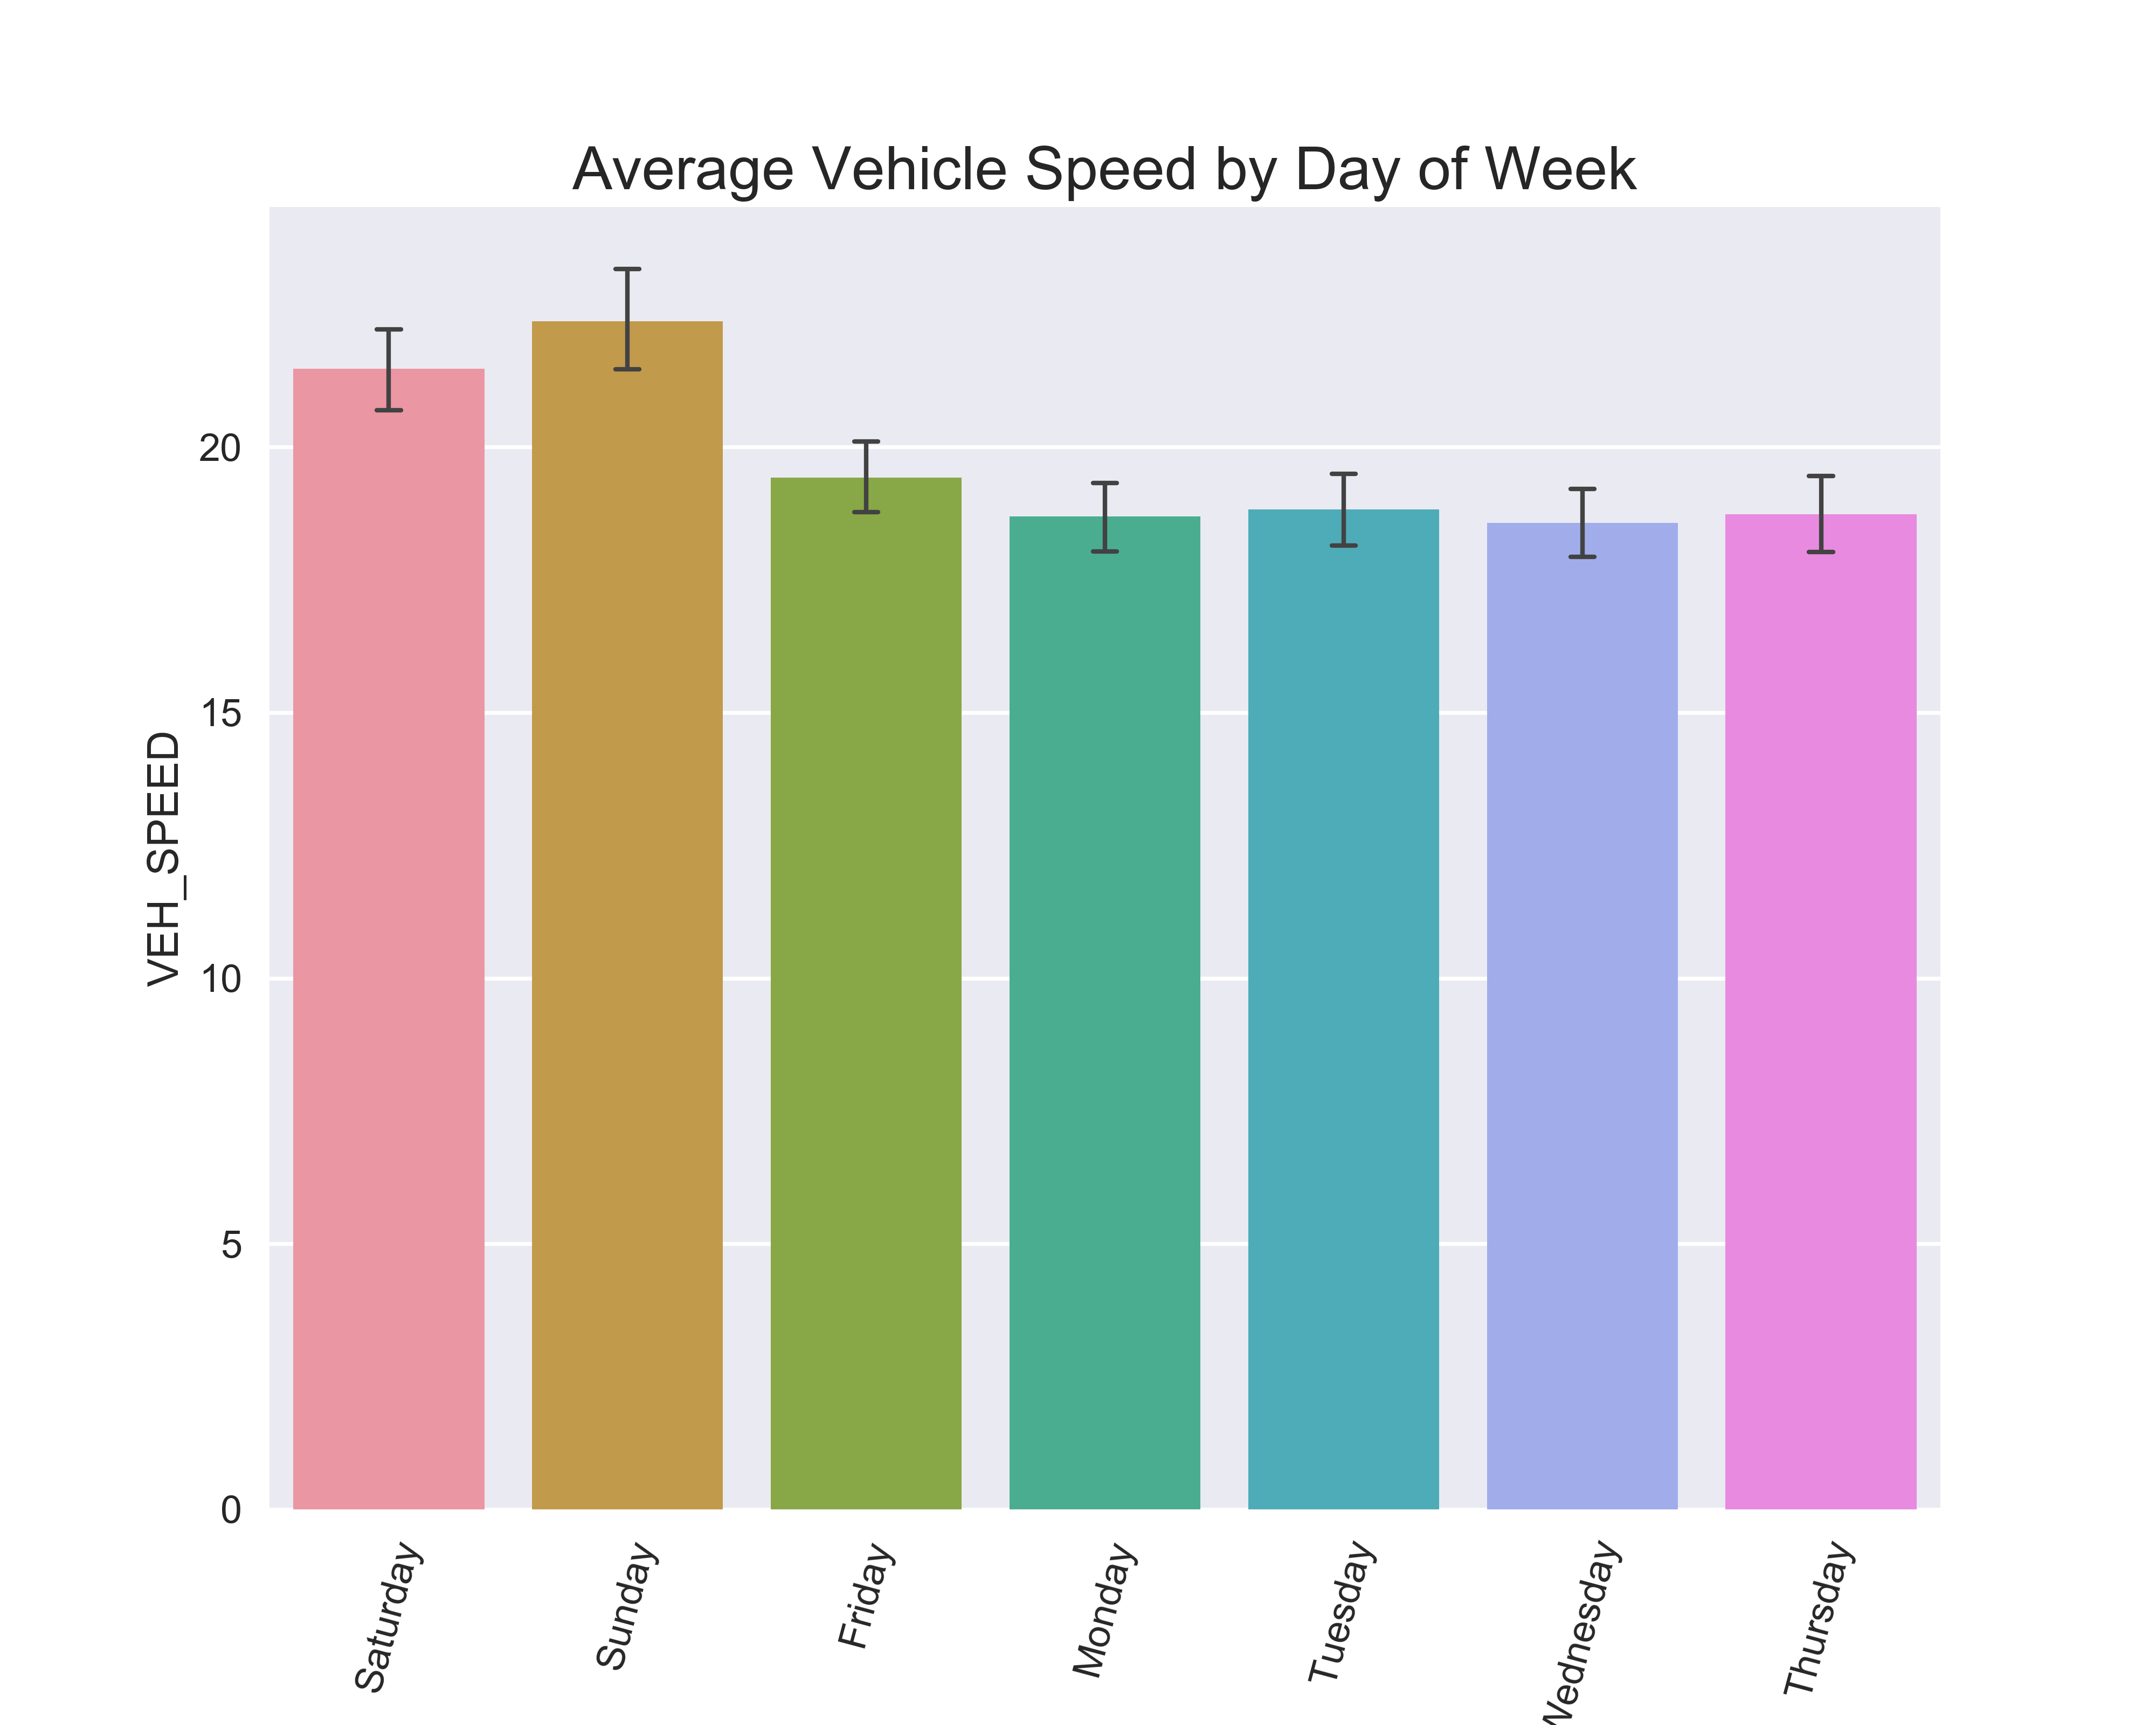 Average Vehicle Speed by Day of Week
VEH_SPEED
20
15
10
5
0
Saturday
Sunday
Friday
Monday
Tuesday
Wednesday
Thursday